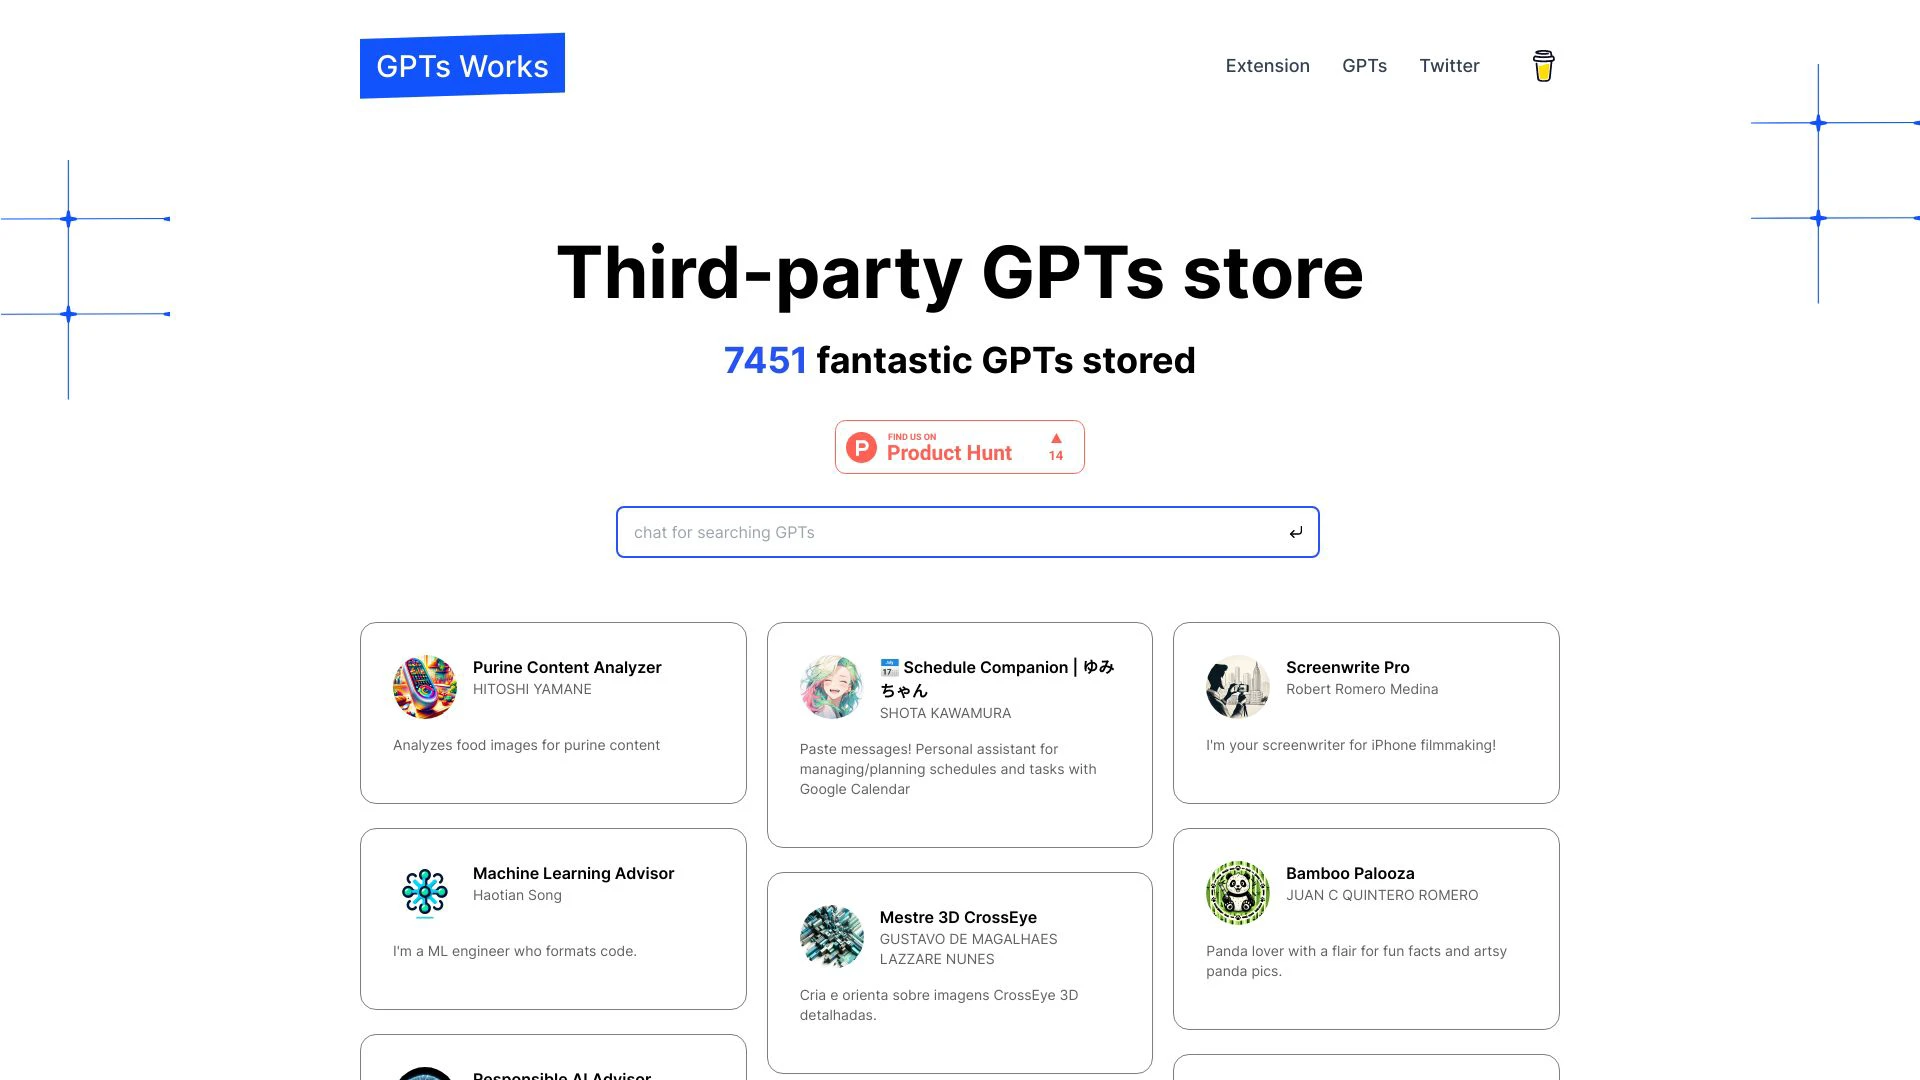 GPTs Works
Extension
GPTs
Twitter
Third-party GPTs store
7451 fantastic GPTs stored
FIND US ON
Product Hunt
14
chat for searching GPTs
Purine Content Analyzer
HITOSHI YAMANE
Analyzes food images for purine content
📅 Schedule Companion | ゆみ
ちゃん
SHOTA KAWAMURA
Paste messages! Personal assistant for
managing/planning schedules and tasks with
Google Calendar
Screenwrite Pro
Robert Romero Medina
I'm your screenwriter for iPhone filmmaking!
Machine Learning Advisor
Haotian Song
I'm a ML engineer who formats code.
Mestre 3D CrossEye
GUSTAVO DE MAGALHAES
LAZZARE NUNES
Cria e orienta sobre imagens CrossEye 3D
detalhadas.
Bamboo Palooza
JUAN C QUINTERO ROMERO
Panda lover with a flair for fun facts and artsy
panda pics.
Responsible AI Advisor